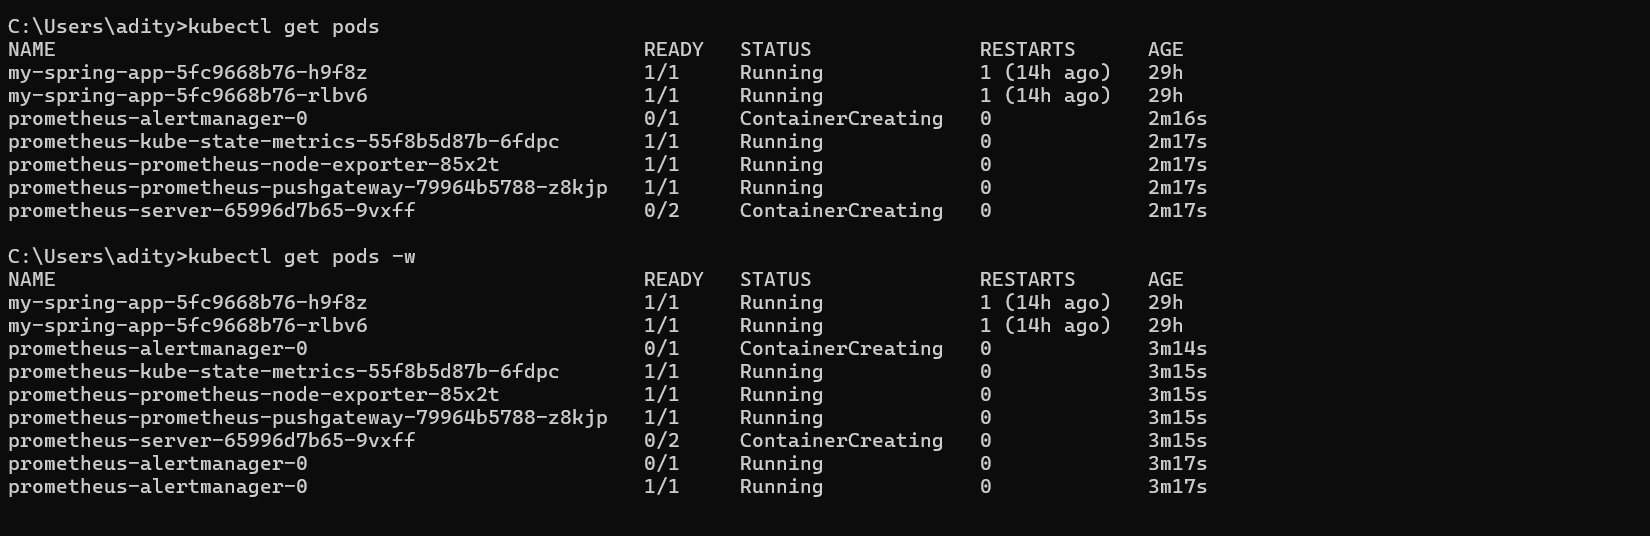 C:\Users\adity>kubectl get pods
NAME                                                 READY   STATUS              RESTARTS      AGE
my-spring-app-5fc9668b76-h9f8z                       1/1     Running             1 (14h ago)   29h
my-spring-app-5fc9668b76-rlbv6                       1/1     Running             1 (14h ago)   29h
prometheus-alertmanager-0                            0/1     ContainerCreating   0             2m16s
prometheus-kube-state-metrics-55f8b5d87b-6fdpc       1/1     Running             0             2m17s
prometheus-prometheus-node-exporter-85x2t            1/1     Running             0             2m17s
prometheus-prometheus-pushgateway-79964b5788-z8kjp   1/1     Running             0             2m17s
prometheus-server-65996d7b65-9vxff                   0/2     ContainerCreating   0             2m17s
C:\Users\adity>kubectl get pods -w
NAME                                                 READY   STATUS              RESTARTS      AGE
my-spring-app-5fc9668b76-h9f8z                       1/1     Running             1 (14h ago)   29h
my-spring-app-5fc9668b76-rlbv6                       1/1     Running             1 (14h ago)   29h
prometheus-alertmanager-0                            0/1     ContainerCreating   0             3m14s
prometheus-kube-state-metrics-55f8b5d87b-6fdpc       1/1     Running             0             3m15s
prometheus-prometheus-node-exporter-85x2t            1/1     Running             0             3m15s
prometheus-prometheus-pushgateway-79964b5788-z8kjp   1/1     Running             0             3m15s
prometheus-server-65996d7b65-9vxff                   0/2     ContainerCreating   0             3m15s
prometheus-alertmanager-0                            0/1     Running             0             3m17s
prometheus-alertmanager-0                            1/1     Running             0             3m17s